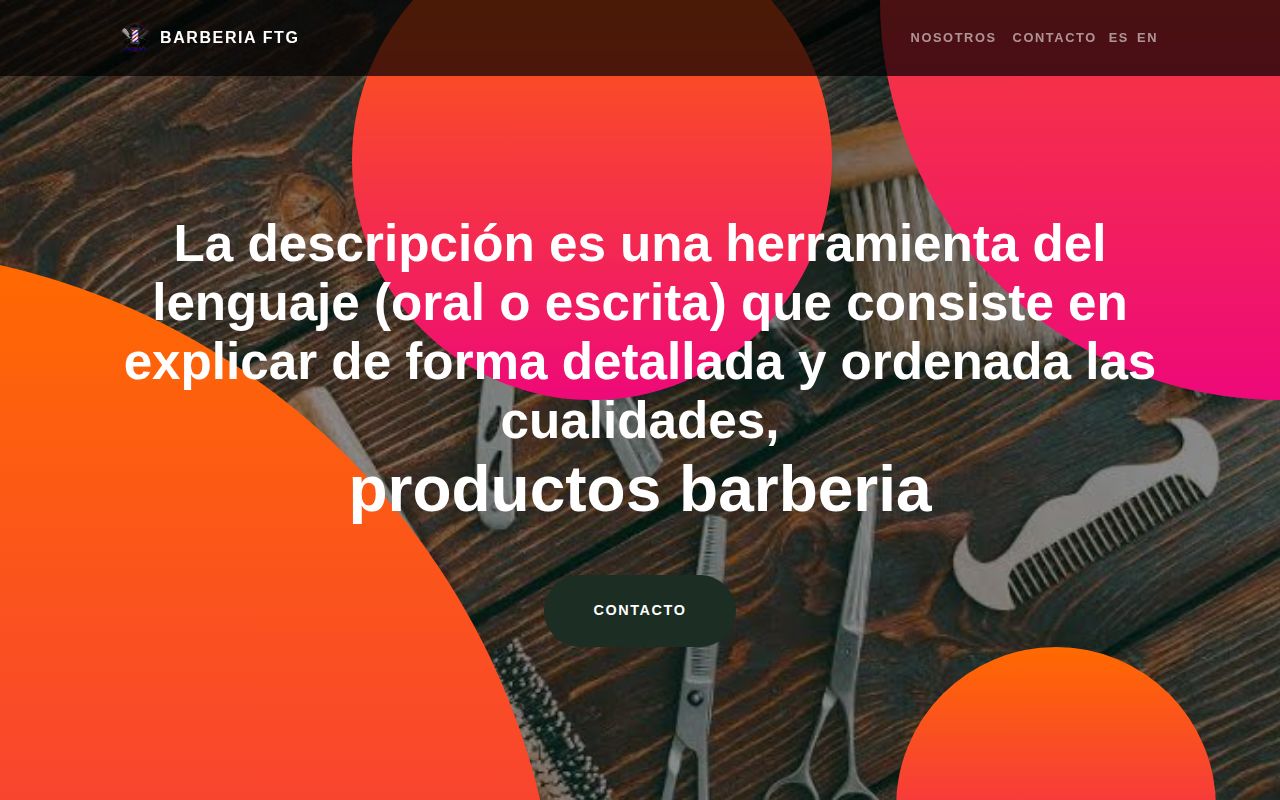 BARBERIA FTG
NOSOTROS CONTACTO ES EN
La descripción es una herramienta del
lenguaje (oral o escrita) que consiste en
explicar de forma detallada y ordenada las
cualidades,
productos barberia
CONTACTO